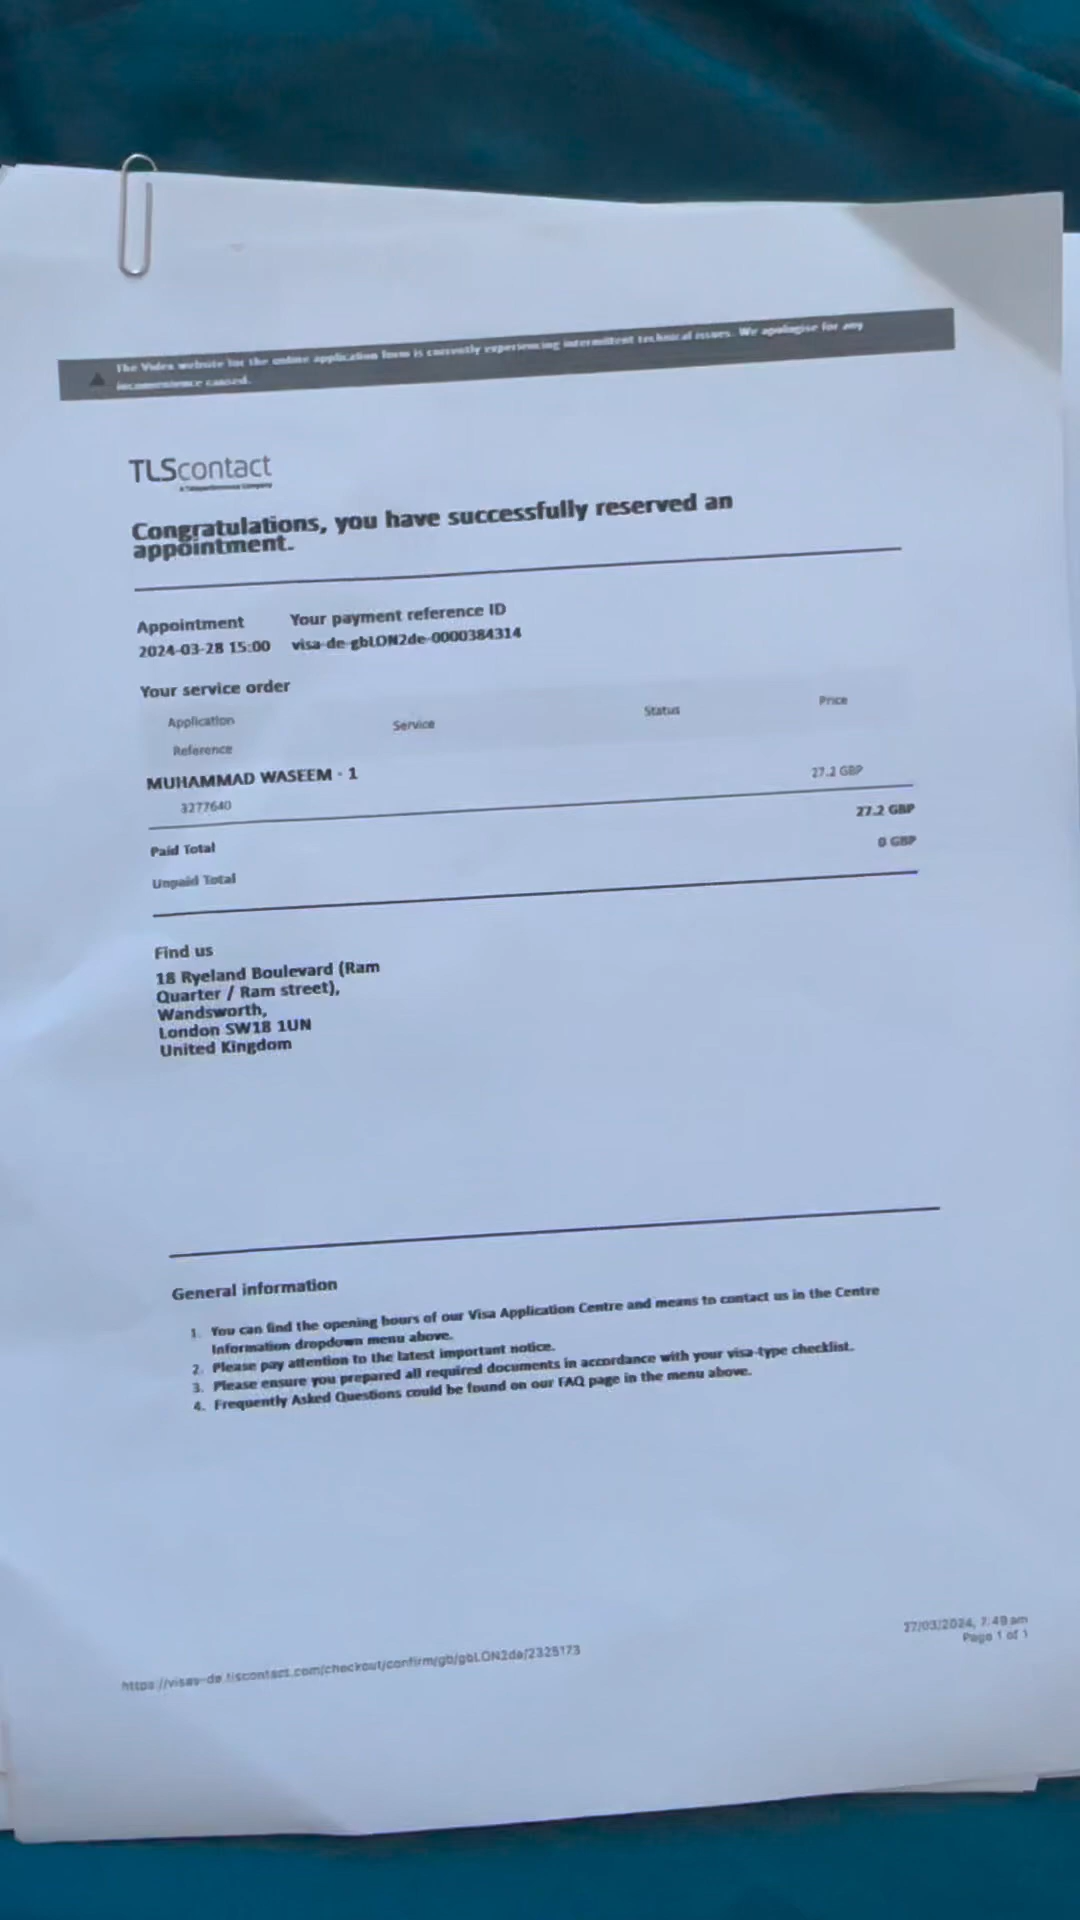 The Videx website for the online application form is currently experiencing intermittent technical issues. We apologise for any
inconvenience caused.
TLScontact
Congratulations, you have successfully reserved an
appointment.
Appointment Your payment reference ID
2024-03-28 15:00 visa-de-gbLON2de-0000384314
Your service order
Application Service Status Price
Reference
MUHAMMAD WASEEM - 1
3277640 27.2 GBP
Paid Total 27.2 GBP
Unpaid Total 0 GBP
Find us
18 Ryeland Boulevard (Ram
Quarter / Ram street),
Wandsworth,
London SW18 1UN
United Kingdom
General information
1. You can find the opening hours of our Visa Application Centre and means to contact us in the Centre
Information dropdown menu above.
2. Please pay attention to the latest important notice.
3. Please ensure you prepared all required documents in accordance with your visa-type checklist.
4. Frequently Asked Questions could be found on our FAQ page in the menu above.
27/03/2024, 7:49 am
Page 1 of 1
https://visas-de.tlscontact.com/checkout/confirm/gb/gbLON2de/2325173